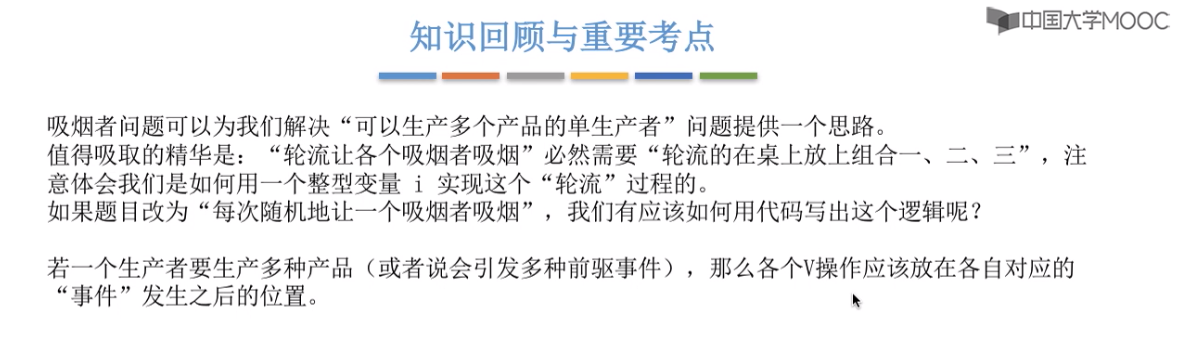 知识回顾与重要考点
中国大学MOOC
吸烟者问题可以为我们解决“可以生产多个产品的单生产者”问题提供一个思路。
值得吸取的精华是：“轮流让各个吸烟者吸烟”必然需要“轮流的在桌上放上组合一、二、三”，注
意体会我们是如何用一个整型变量 i 实现这个“轮流”过程的。
如果题目改为“每次随机地让一个吸烟者吸烟”，我们有应该如何用代码写出这个逻辑呢？
若一个生产者要生产多种产品（或者说会引发多种前驱事件），那么各个V操作应该放在各自对应的
“事件”发生之后的位置。